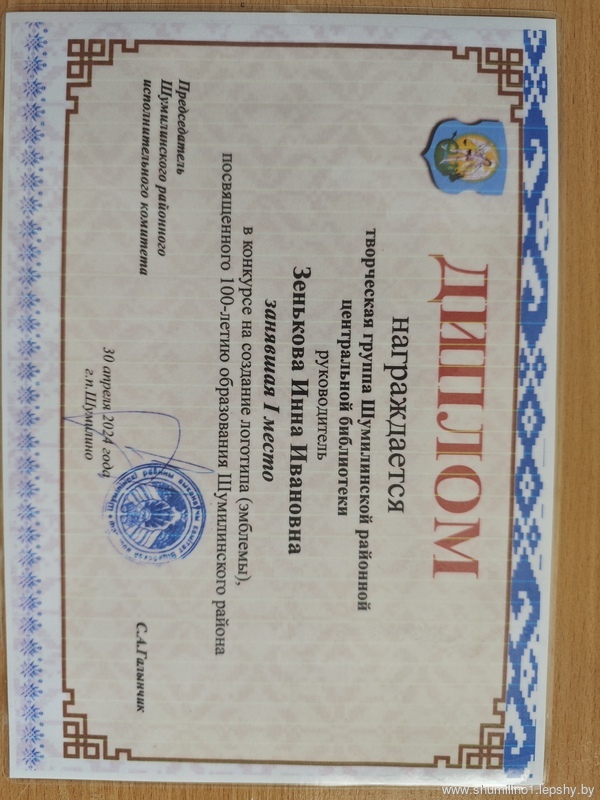 ДИПЛОМ
награждается
творческая группа Шумилинской районной
центральной библиотеки
руководитель
Зенькова Инна Ивановна
занявшая I место
в конкурсе на создание логотипа (эмблемы),
посвященного 100-летию образования Шумилинского района
Председатель
Шумилинского районного
исполнительного комитета
С.А.Галынчик
30 апреля 2024 года
г.п.Шумилино
www.shumilino1.lepshy.by